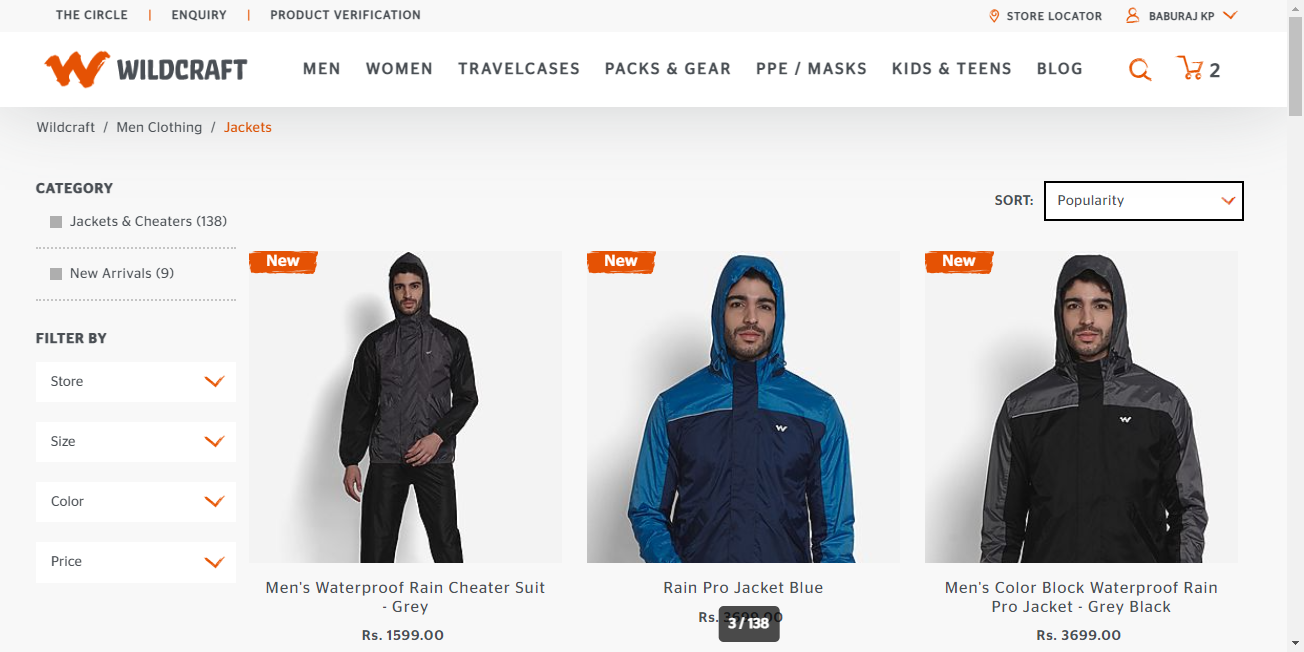 THE CIRCLE | ENQUIRY | PRODUCT VERIFICATION
STORE LOCATOR
BABURAJ KP
WILDCRAFT
MEN WOMEN TRAVELCASES PACKS & GEAR PPE / MASKS KIDS & TEENS BLOG
2
Wildcraft / Men Clothing / Jackets
CATEGORY
Jackets & Cheaters (138)
New Arrivals (9)
FILTER BY
Store
Size
Color
Price
SORT: Popularity
New
New
New
Men's Waterproof Rain Cheater Suit
- Grey
Rs. 1599.00
Rain Pro Jacket Blue
Rs. 3699.00
3 / 138
Men's Color Block Waterproof Rain
Pro Jacket - Grey Black
Rs. 3699.00